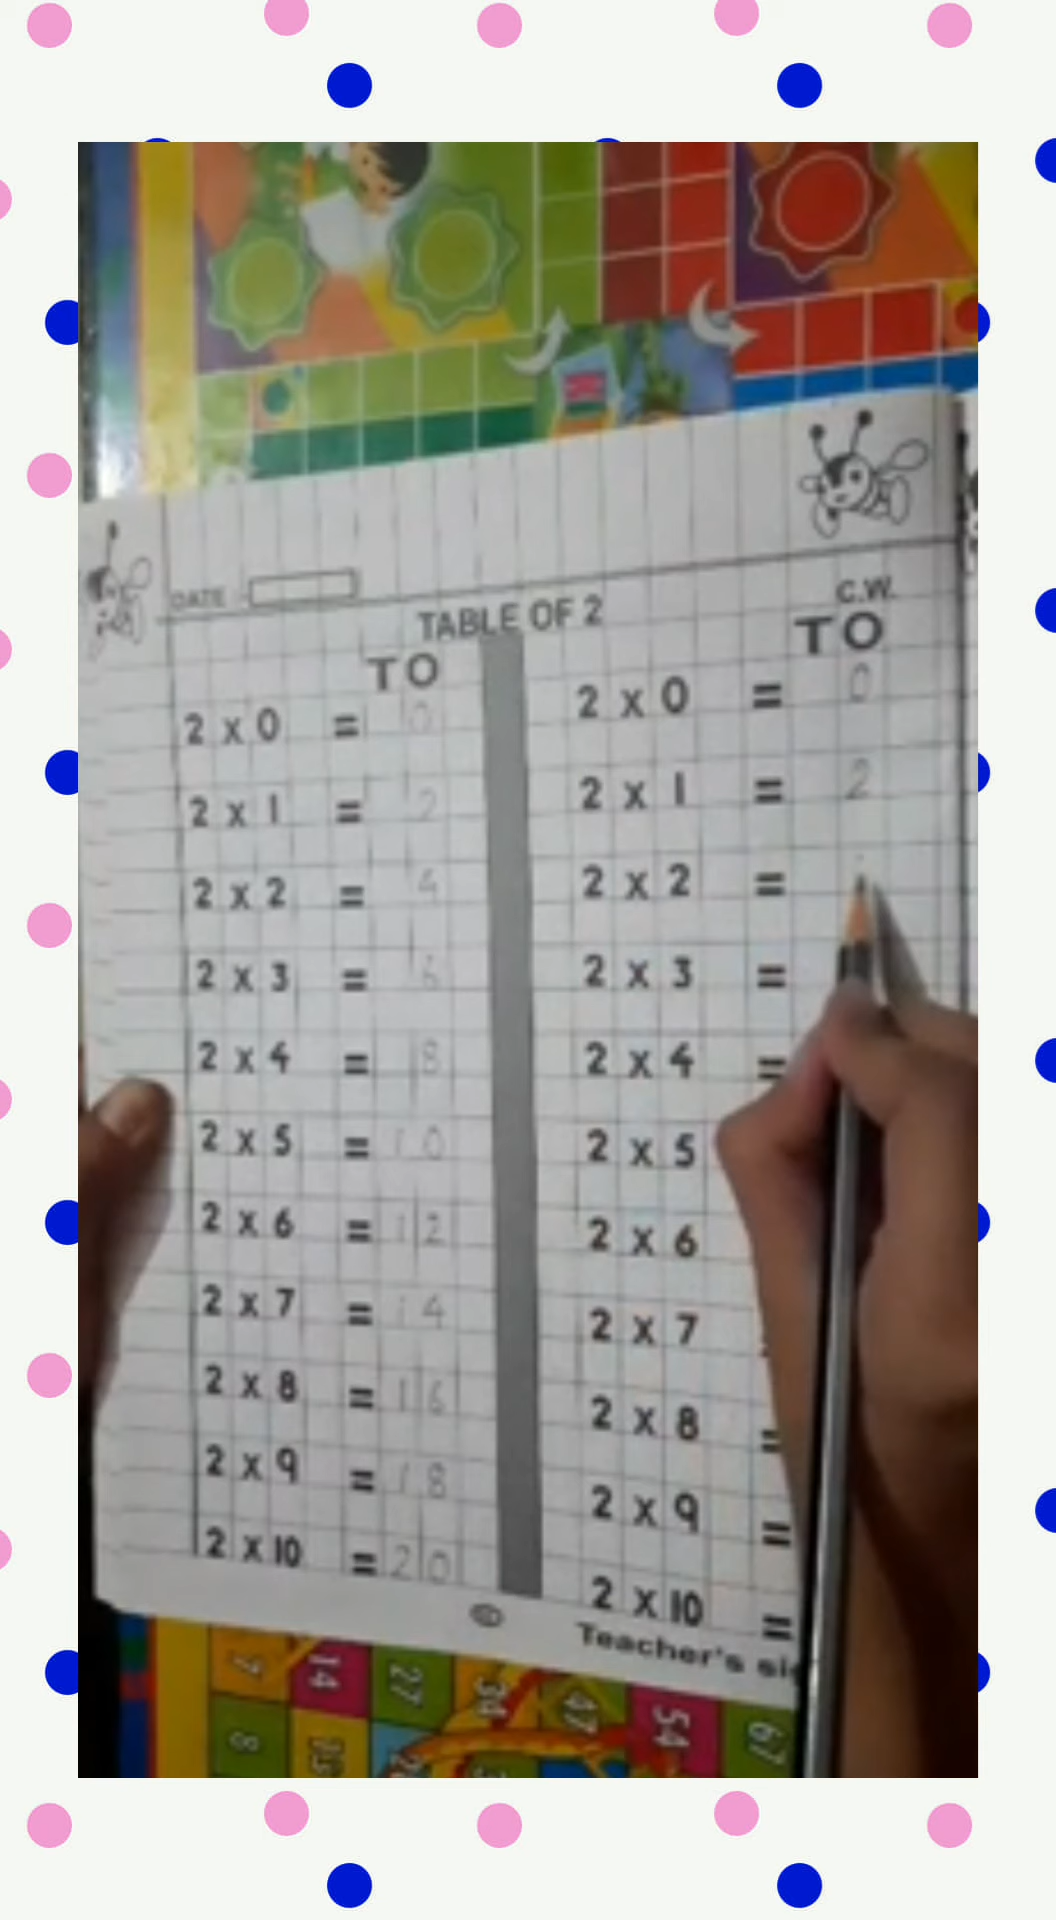 DATE :
C.W.
TABLE OF 2
T O
2 x 0 = 0
2 x 1 = 2
2 x 2 = 4
2 x 3 = 6
2 x 4 = 8
2 x 5 = 10
2 x 6 = 12
2 x 7 = 14
2 x 8 = 16
2 x 9 = 18
2 x 10 = 20
T O
2 x 0 = 0
2 x 1 = 2
2 x 2 =
2 x 3 =
2 x 4 =
2 x 5
2 x 6
2 x 7
2 x 8 =
2 x 9 =
2 x 10 =
Teacher's
7 14 27 34 47 54 67
8